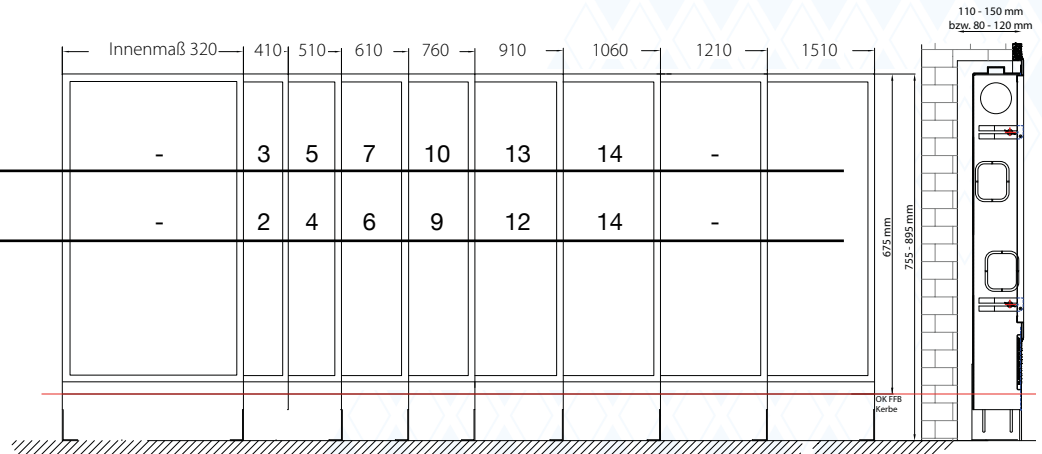 110 - 150 mm
bzw. 80 - 120 mm
Innenmaß 320 410 510 610 760 910 1060 1210 1510
- 3 5 7 10 13 14 -
- 2 4 6 9 12 14 -
675 mm
755 - 895 mm
OK FFB
Kerbe